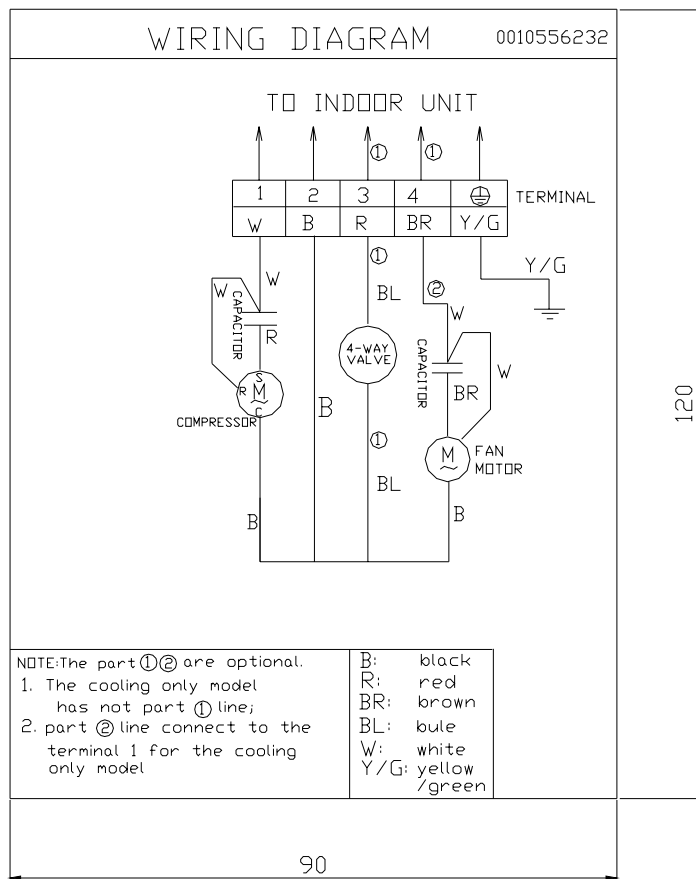 WIRING DIAGRAM 0010556232
TO INDOOR UNIT
① ①
1 2 3 4 TERMINAL
W B R BR Y/G
① Y/G
BL ②
W W W
CAPACITOR
R
4-WAY
VALVE
CAPACITOR
W
BR
S
R M
C
COMPRESSOR
B
①
M FAN
MOTOR
BL
B B
120
NOTE:The part ①② are optional.
1. The cooling only model
has not part ① line;
2. part ② line connect to the
terminal 1 for the cooling
only model
B: black
R: red
BR: brown
BL: bule
W: white
Y/G: yellow
/green
90